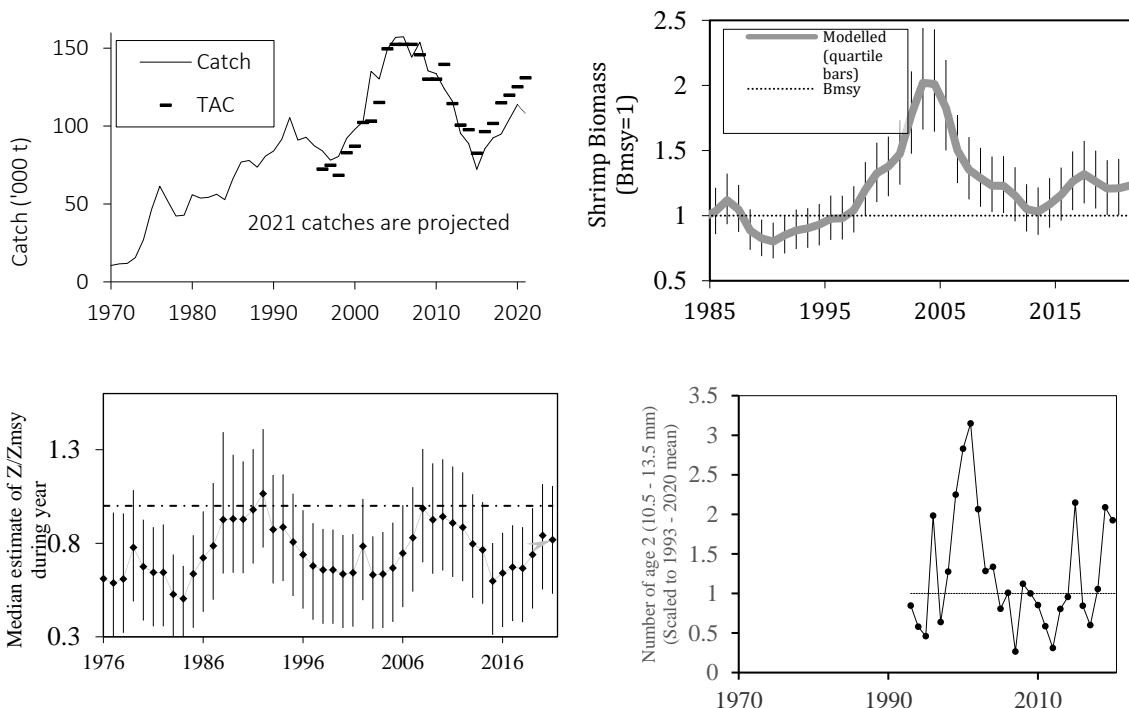 Catch ('000 t)
150
100
50
0
Catch
TAC
2021 catches are projected
1970
1980
1990
2000
2010
2020
Shrimp Biomass
(Bmsy=1)
2.5
2
1.5
1
0.5
Modelled
(quartile
bars)
Bmsy
1985
1995
2005
2015
Median estimate of Z/Zmsy
during year
1.3
0.8
0.3
1976
1986
1996
2006
2016
Number of age 2 (10.5 - 13.5 mm)
(Scaled to 1993 - 2020 mean)
3.5
3
2.5
2
1.5
1
0.5
0
1970
1990
2010